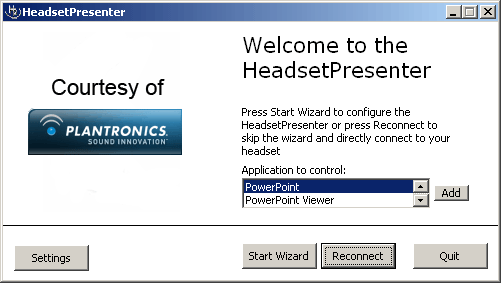 HeadsetPresenter
Courtesy of
PLANTRONICS.
SOUND INNOVATION™
Welcome to the
HeadsetPresenter
Press Start Wizard to configure the
HeadsetPresenter or press Reconnect to
skip the wizard and directly connect to your
headset
Application to control:
PowerPoint
PowerPoint Viewer
Add
Settings
Start Wizard
Reconnect
Quit